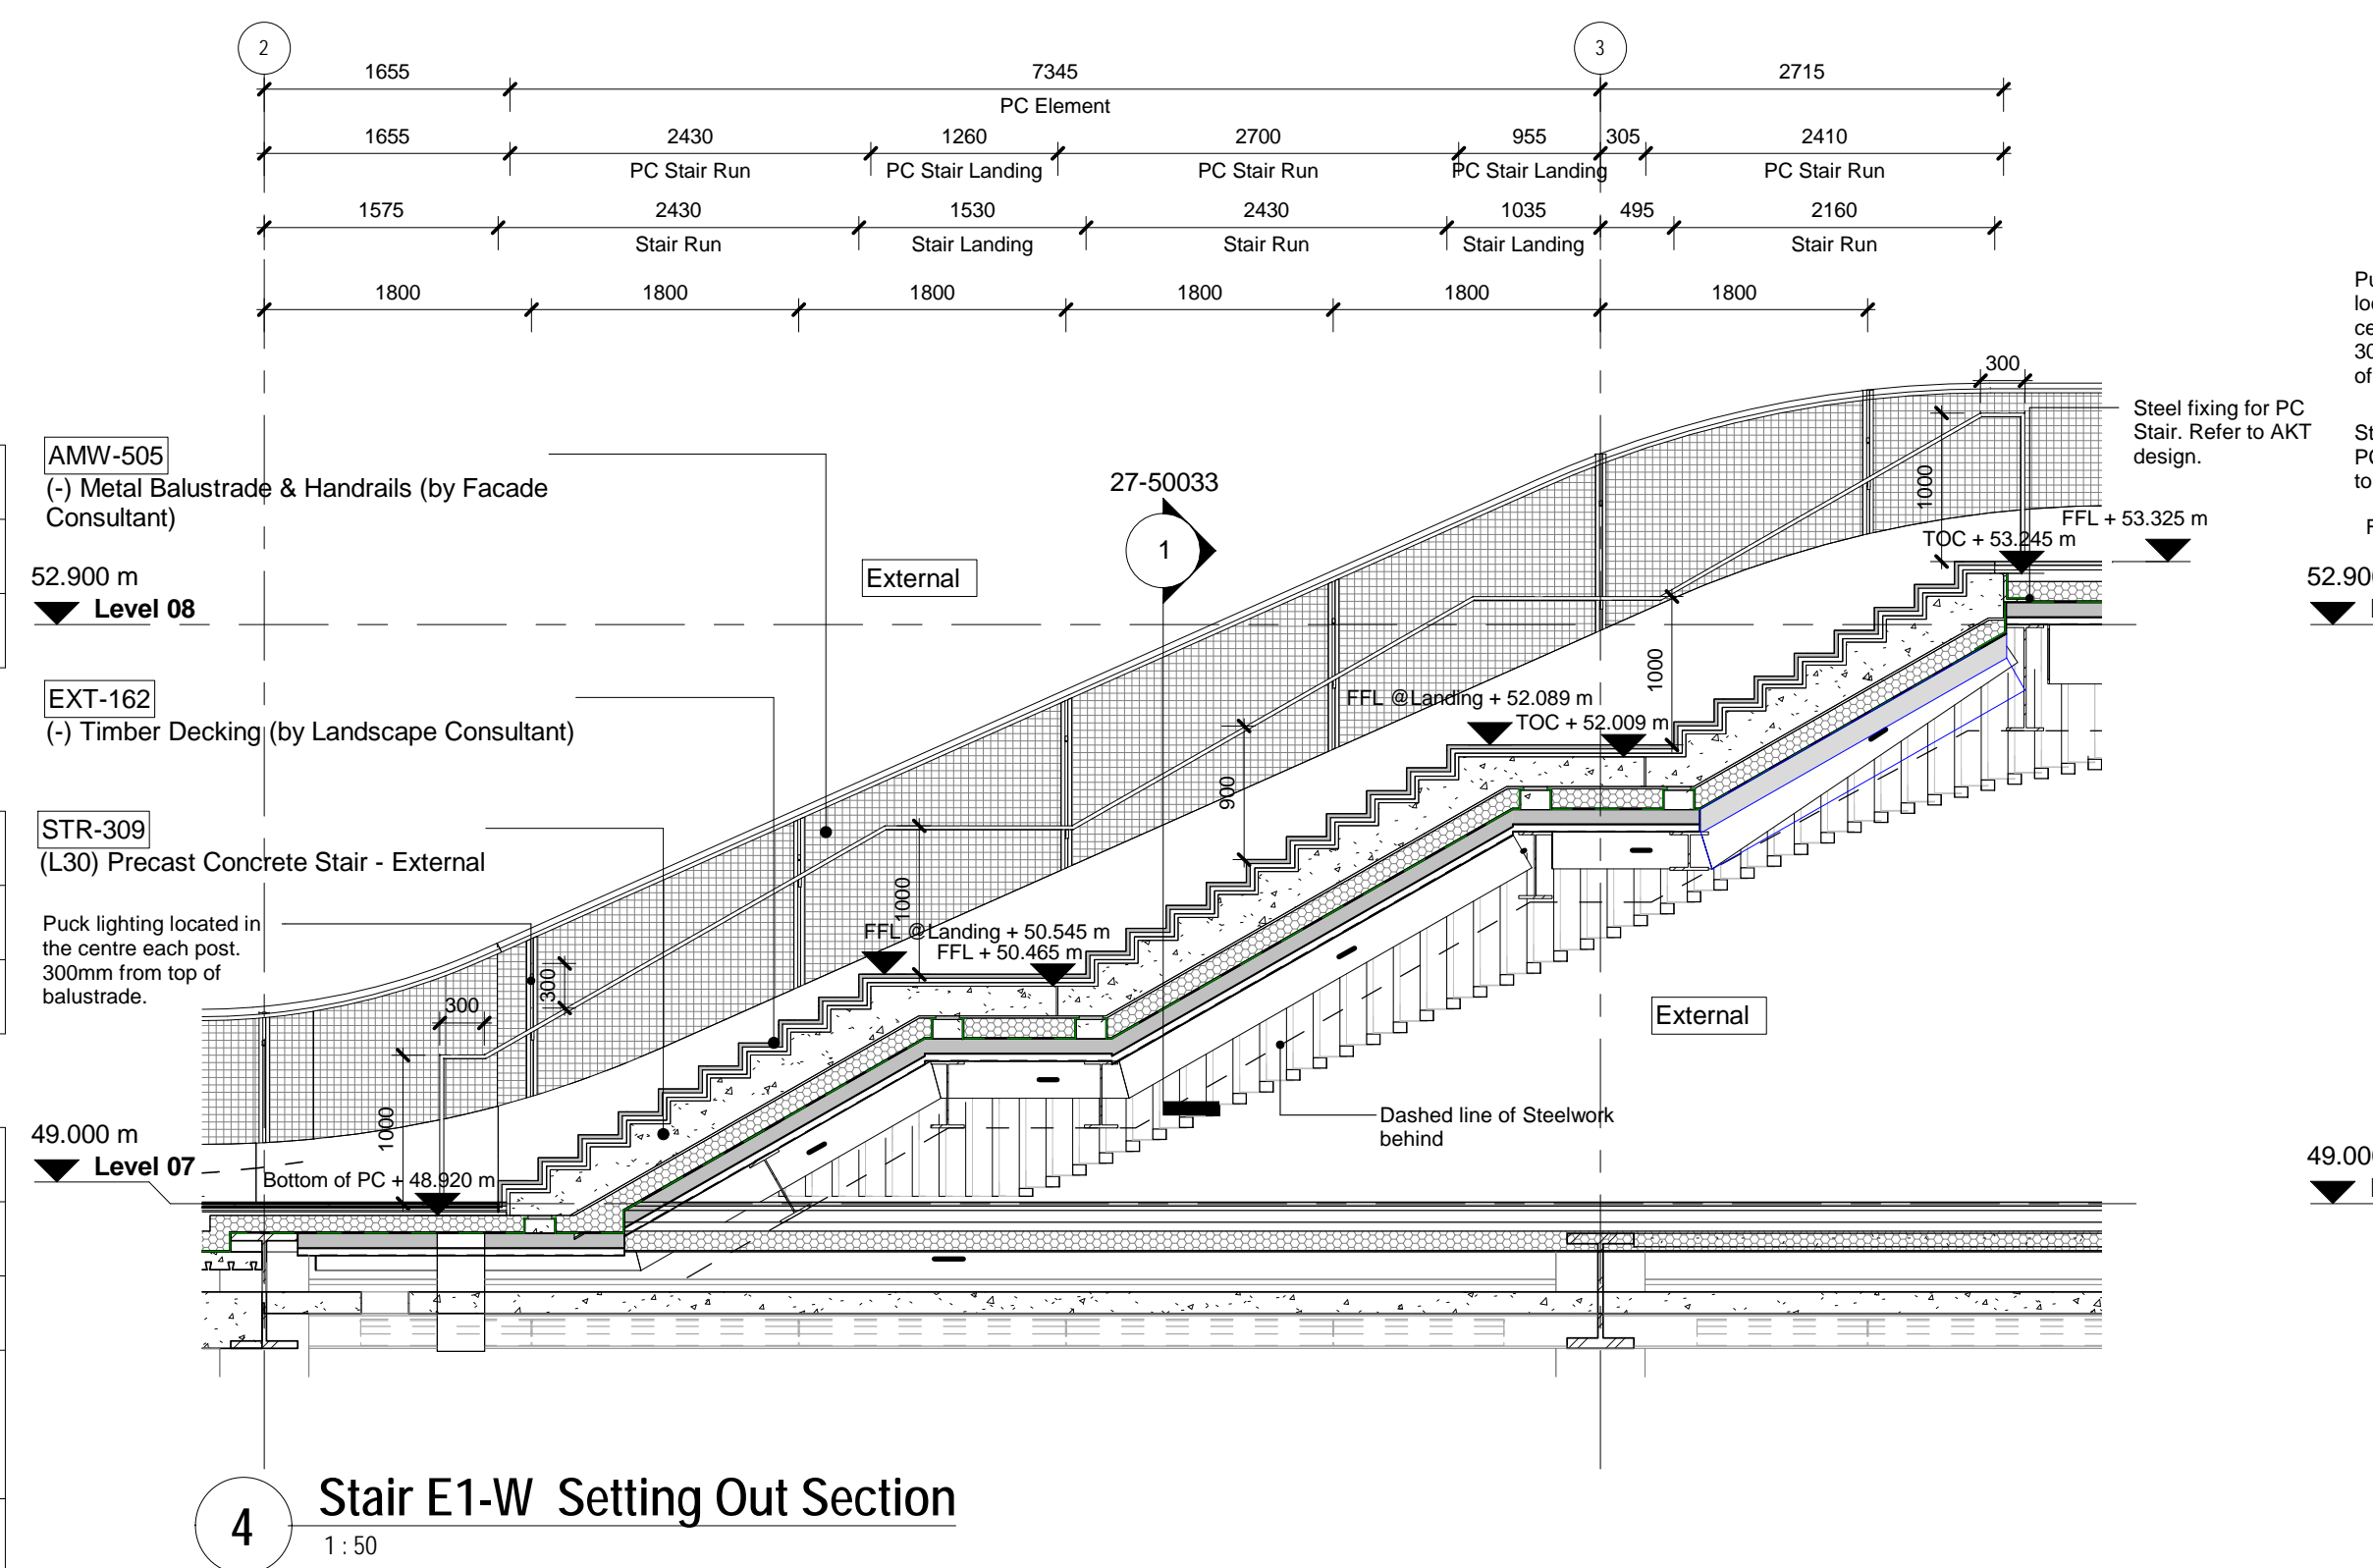 2
3
1655
7345
2715
PC Element
1655
2430
1260
2700
955
305
2410
PC Stair Run
PC Stair Landing
PC Stair Run
PC Stair Landing
PC Stair Run
1575
2430
1530
2430
1035
495
2160
Stair Run
Stair Landing
Stair Run
Stair Landing
Stair Run
1800
1800
1800
1800
1800
1800
300
Steel fixing for PC
Stair. Refer to AKT
design.
1000
FFL + 53.325 m
TOC + 53.245 m
AMW-505
(-) Metal Balustrade & Handrails (by Facade
Consultant)
27-50033
1
External
52.900 m
Level 08
52.900
EXT-162
(-) Timber Decking (by Landscape Consultant)
1000
FFL @Landing + 52.089 m
TOC + 52.009 m
900
STR-309
(L30) Precast Concrete Stair - External
1000
FFL @Landing + 50.545 m
FFL + 50.465 m
Puck lighting located in
the centre each post.
300mm from top of
balustrade.
300
300
External
1000
Dashed line of Steelwork
behind
49.000 m
Level 07
49.000
Bottom of PC + 48.920 m
4
Stair E1-W Setting Out Section
1 : 50